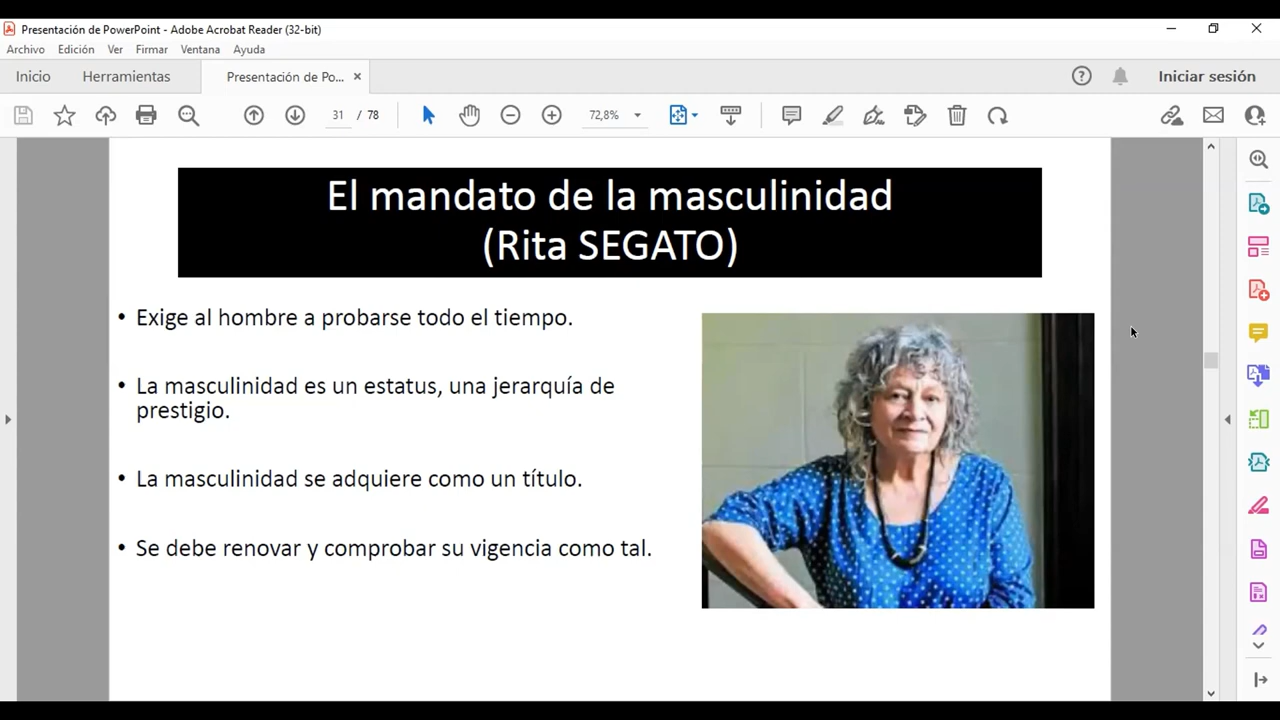 Presentación de PowerPoint - Adobe Acrobat Reader (32-bit)
Archivo Edición Ver Firmar Ventana Ayuda
Inicio Herramientas Presentación de Po... Iniciar sesión
31 / 78 72,8%
El mandato de la masculinidad
(Rita SEGATO)
• Exige al hombre a probarse todo el tiempo.
• La masculinidad es un estatus, una jerarquía de
prestigio.
• La masculinidad se adquiere como un título.
• Se debe renovar y comprobar su vigencia como tal.